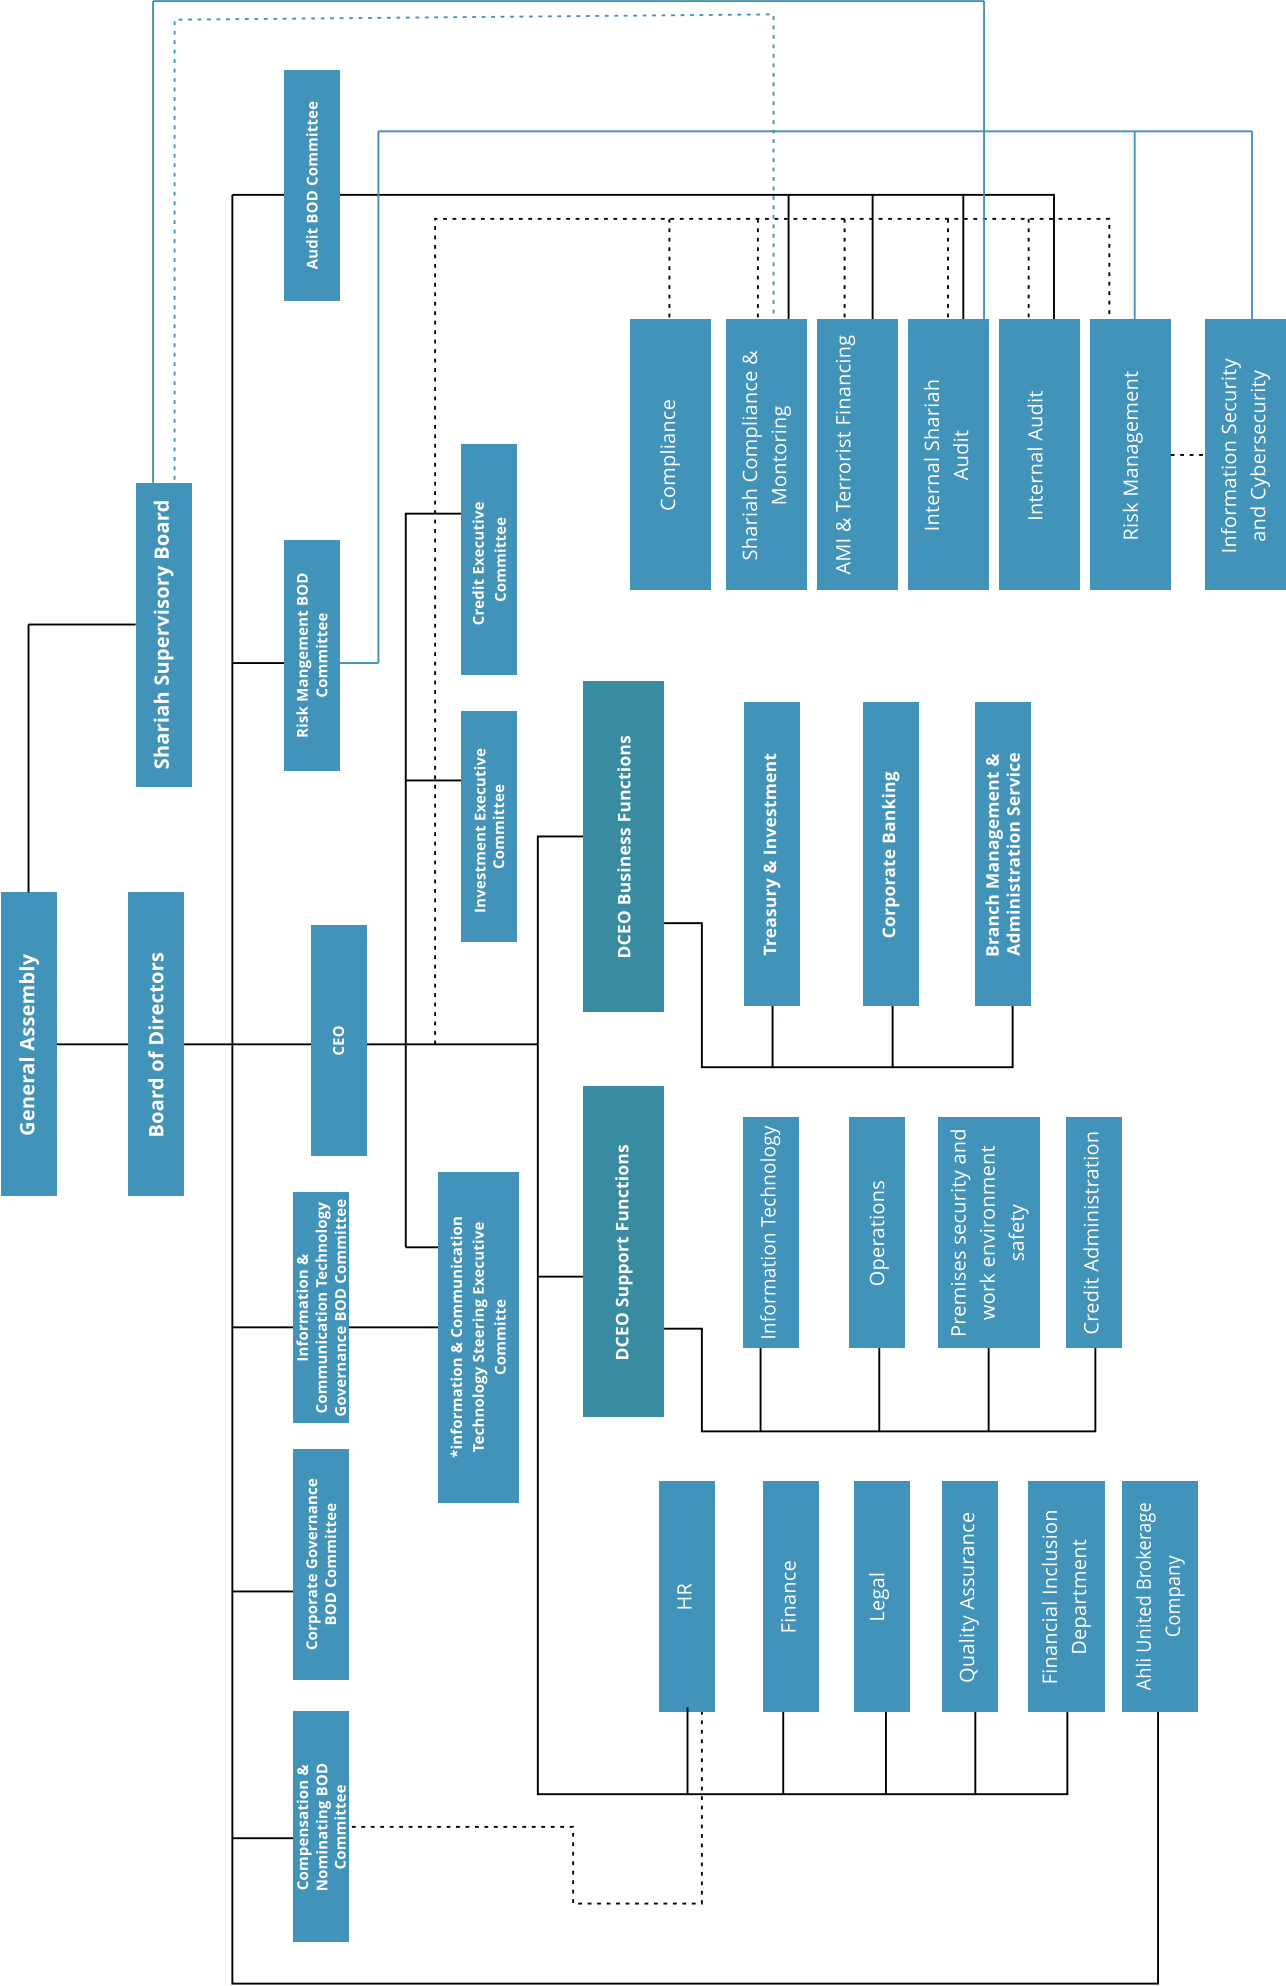 General Assembly
Board of Directors
Shariah Supervisory Board
Compensation &
Nominating BOD
Committee
Corporate Governance
BOD Committee
Information &
Communication Technology
Governance BOD Committee
CEO
Risk Mangement BOD
Committee
Audit BOD Committee
*information & Communication
Technology Steering Executive
Committe
Investment Executive
Committee
Credit Executive
Committee
DCEO Support Functions
DCEO Business Functions
HR
Finance
Legal
Quality Assurance
Financial Inclusion
Department
Ahli United Brokerage
Company
Information Technology
Operations
Premises security and
work environment
safety
Credit Administration
Treasury & Investment
Corporate Banking
Branch Management &
Administration Service
Compliance
Shariah Compliance &
Montoring
AMI & Terrorist Financing
Internal Shariah
Audit
Internal Audit
Risk Management
Information Security
and Cybersecurity